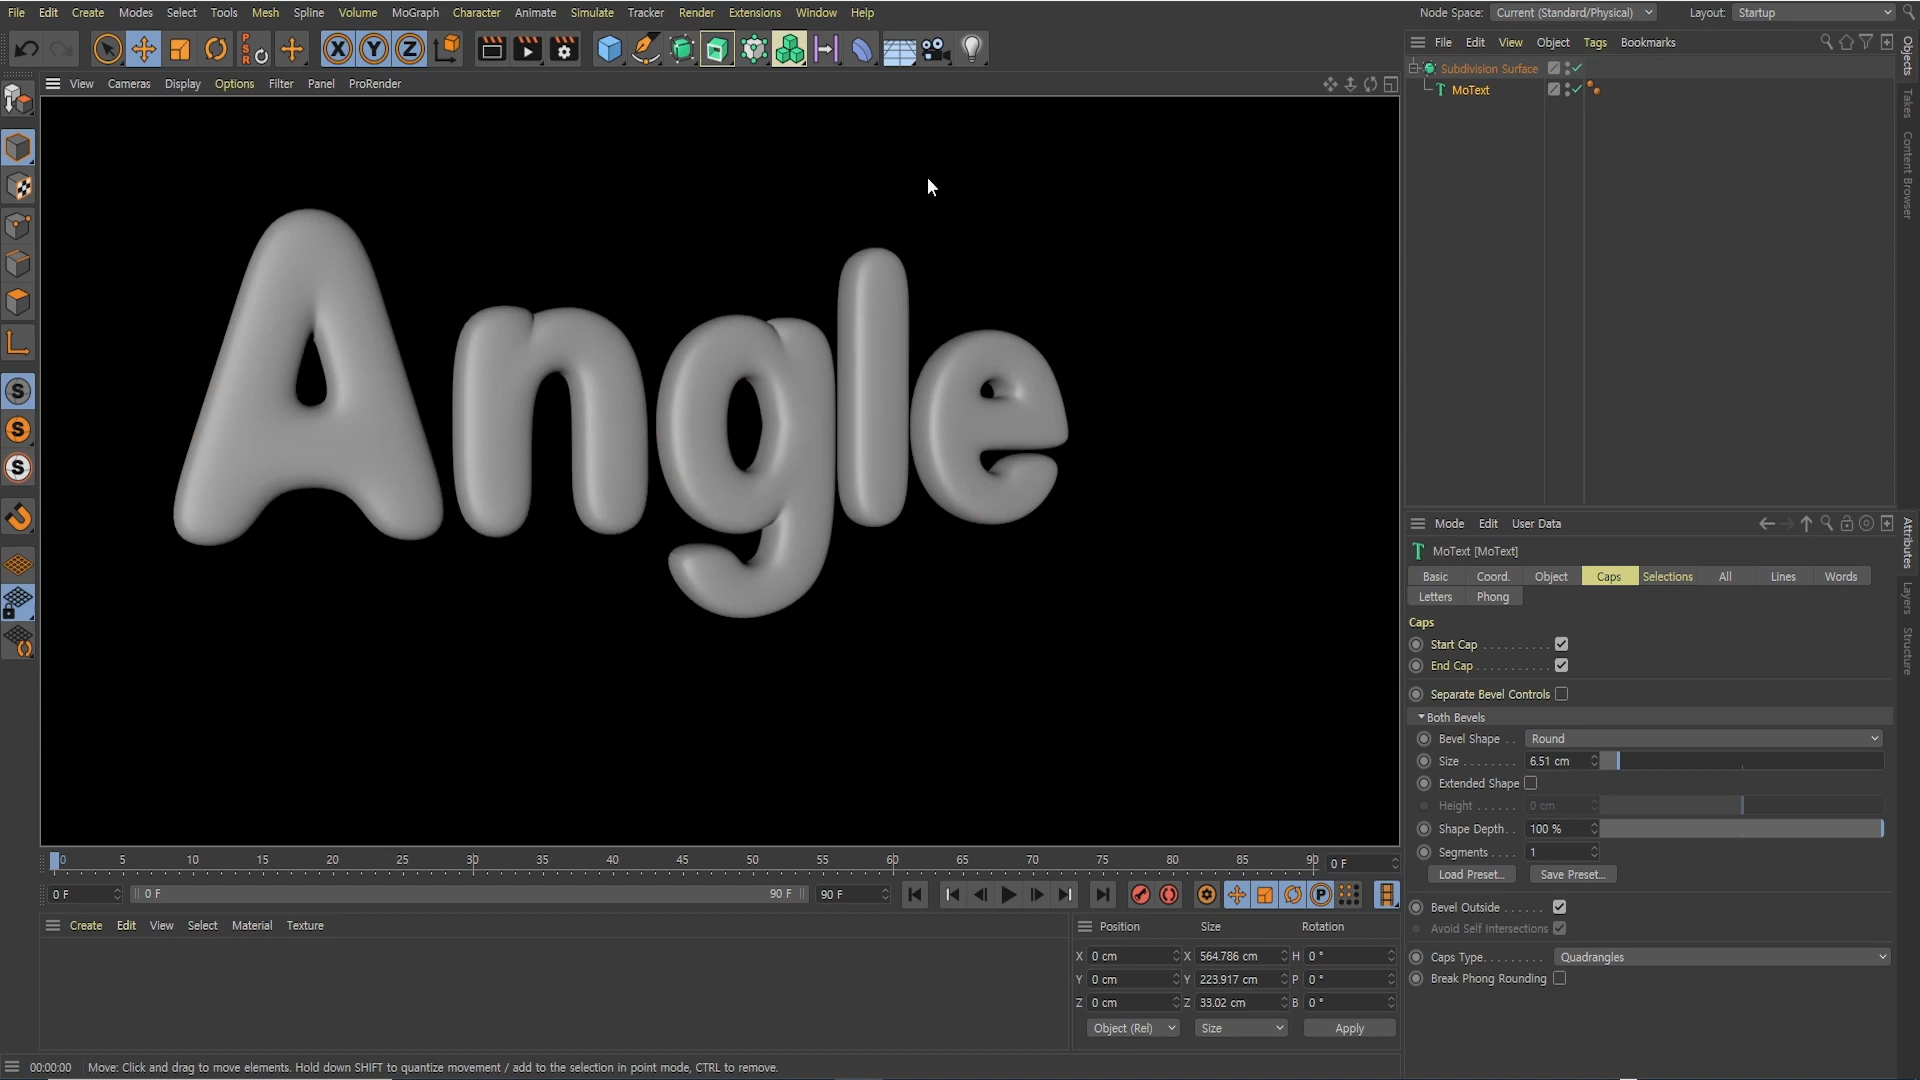 File Edit Create Modes Select Tools Mesh Spline Volume MoGraph Character Animate Simulate Tracker Render Extensions Window Help Node Space: Current (Standard/Physical) Layout: Startup
P S R X Y Z
File Edit View Object Tags Bookmarks
View Cameras Display Options Filter Panel ProRender
Subdivision Surface
MoText
Objects
Takes
Content Browser
Angle
S
S
S
Mode Edit User Data
MoText [MoText]
Basic Coord. Object Caps Selections All Lines Words
Letters Phong
Attributes
Layers
Structure
Caps
Start Cap
End Cap
Separate Bevel Controls
Both Bevels
Bevel Shape Round
Size 6.51 cm
Extended Shape
Height 0 cm
Shape Depth 100 %
Segments 1
Load Preset... Save Preset...
Bevel Outside
Avoid Self Intersections
Caps Type Quadrangles
Break Phong Rounding
0 5 10 15 20 25 30 35 40 45 50 55 60 65 70 75 80 85 90 0 F
0 F 0 F 90 F 90 F P
Create Edit View Select Material Texture
Position Size Rotation
X 0 cm X 564.786 cm H 0 °
Y 0 cm Y 223.917 cm P 0 °
Z 0 cm Z 33.02 cm B 0 °
Object (Rel) Size Apply
00:00:00 Move: Click and drag to move elements. Hold down SHIFT to quantize movement / add to the selection in point mode, CTRL to remove.